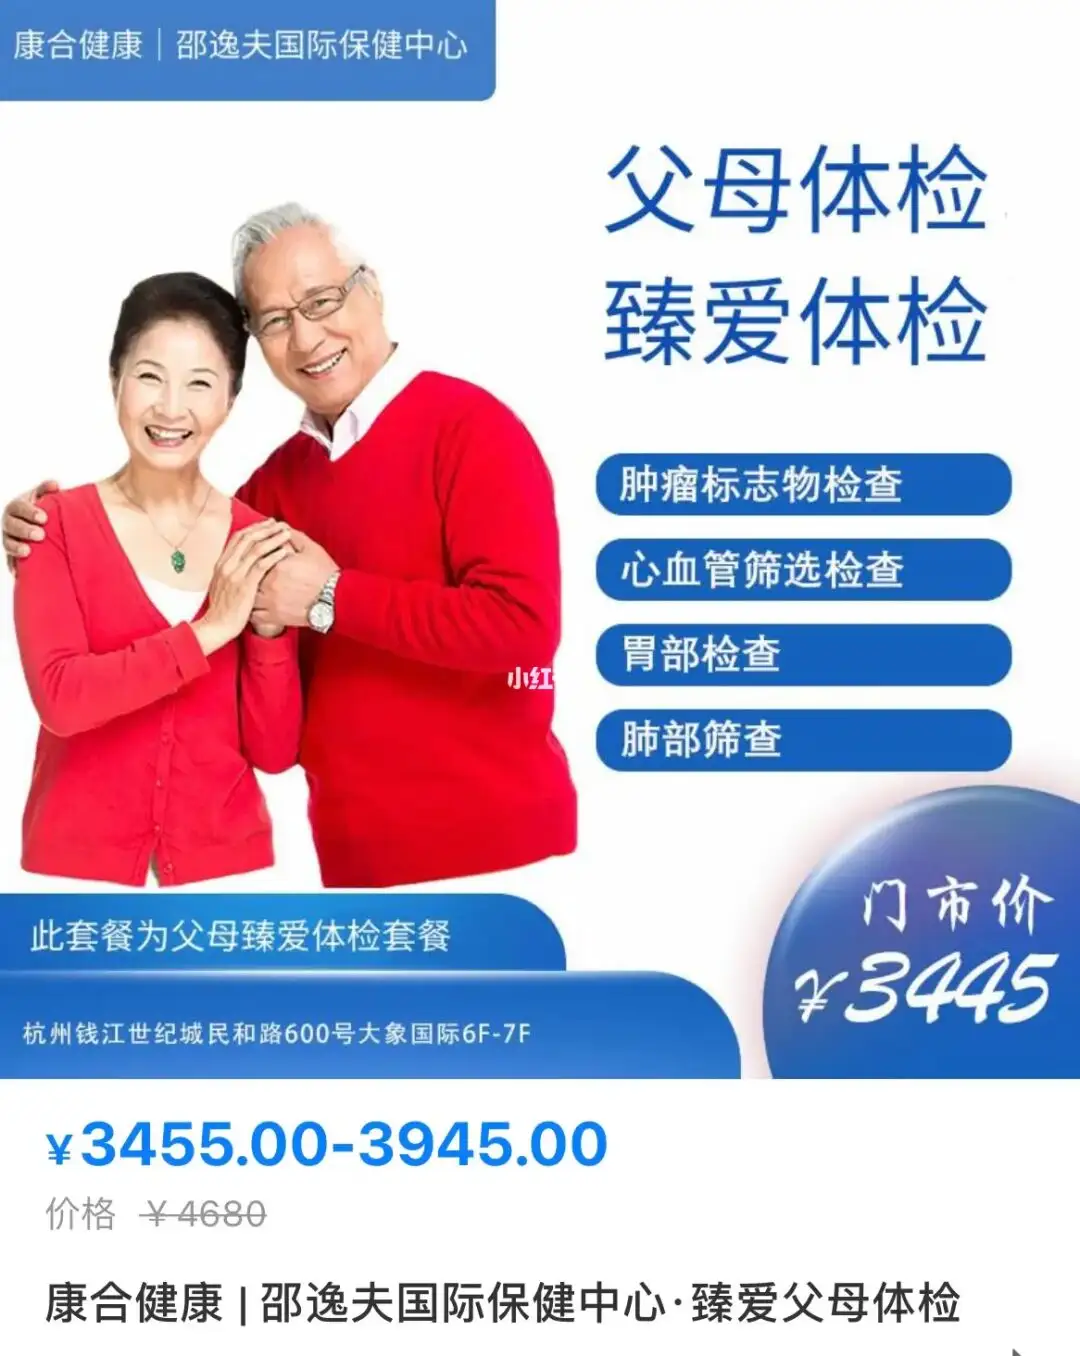 康合健康｜邵逸夫国际保健中心
父母体检
臻爱体检
肿瘤标志物检查
心血管筛选检查
胃部检查
小红
肺部筛查
门市价
¥3445
此套餐为父母臻爱体检套餐
杭州钱江世纪城民和路600号大象国际6F-7F
¥3455.00-3945.00
价格 ¥4680
康合健康 | 邵逸夫国际保健中心·臻爱父母体检